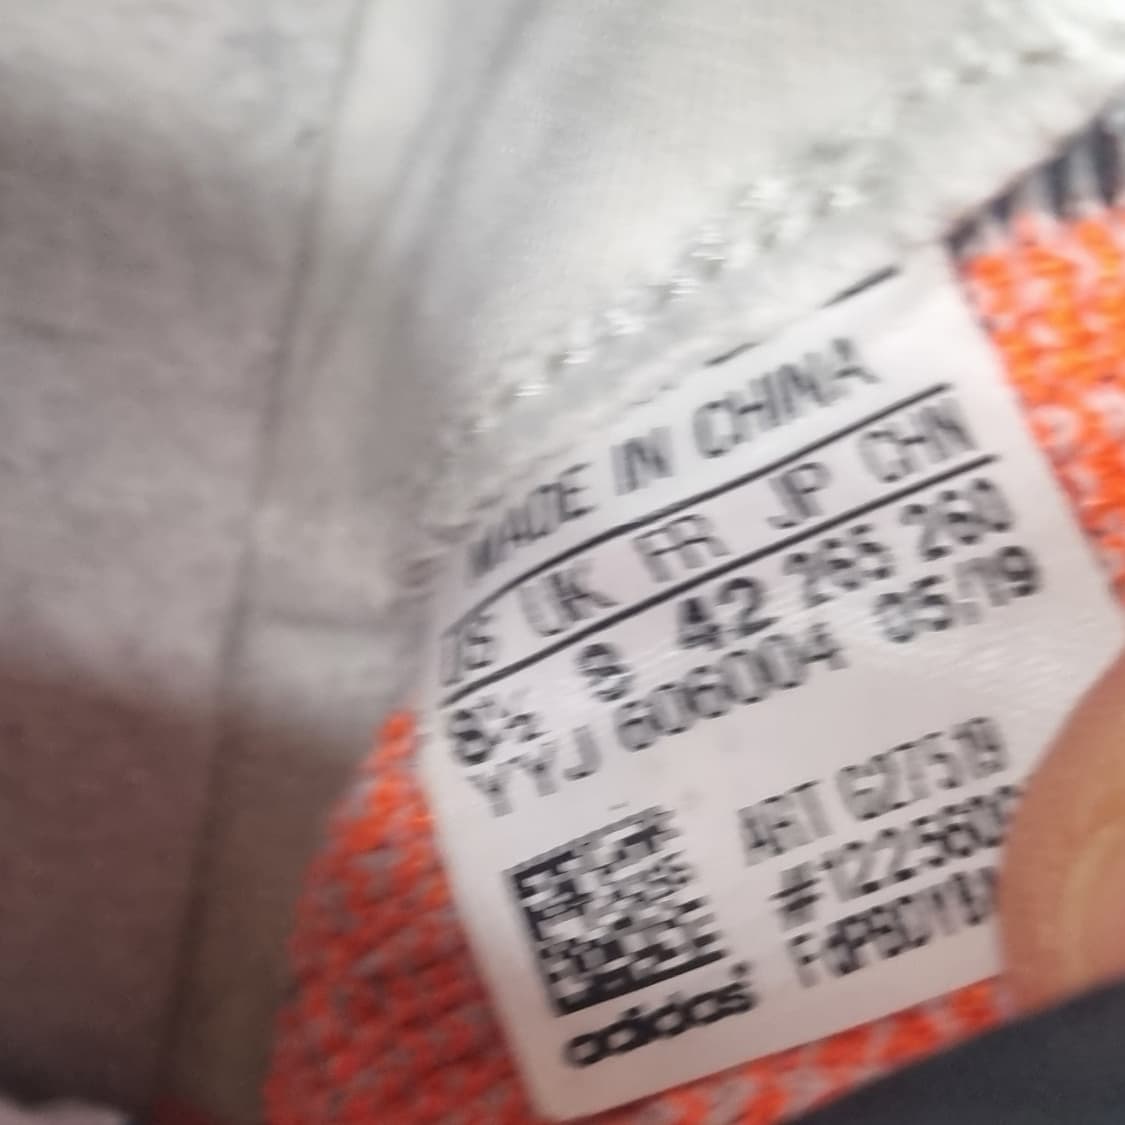 MADE IN CHINA
US UK FR JP CHN
8½ 8 42 265 260
YYJ 606004 05/19
ART G27519
adidas